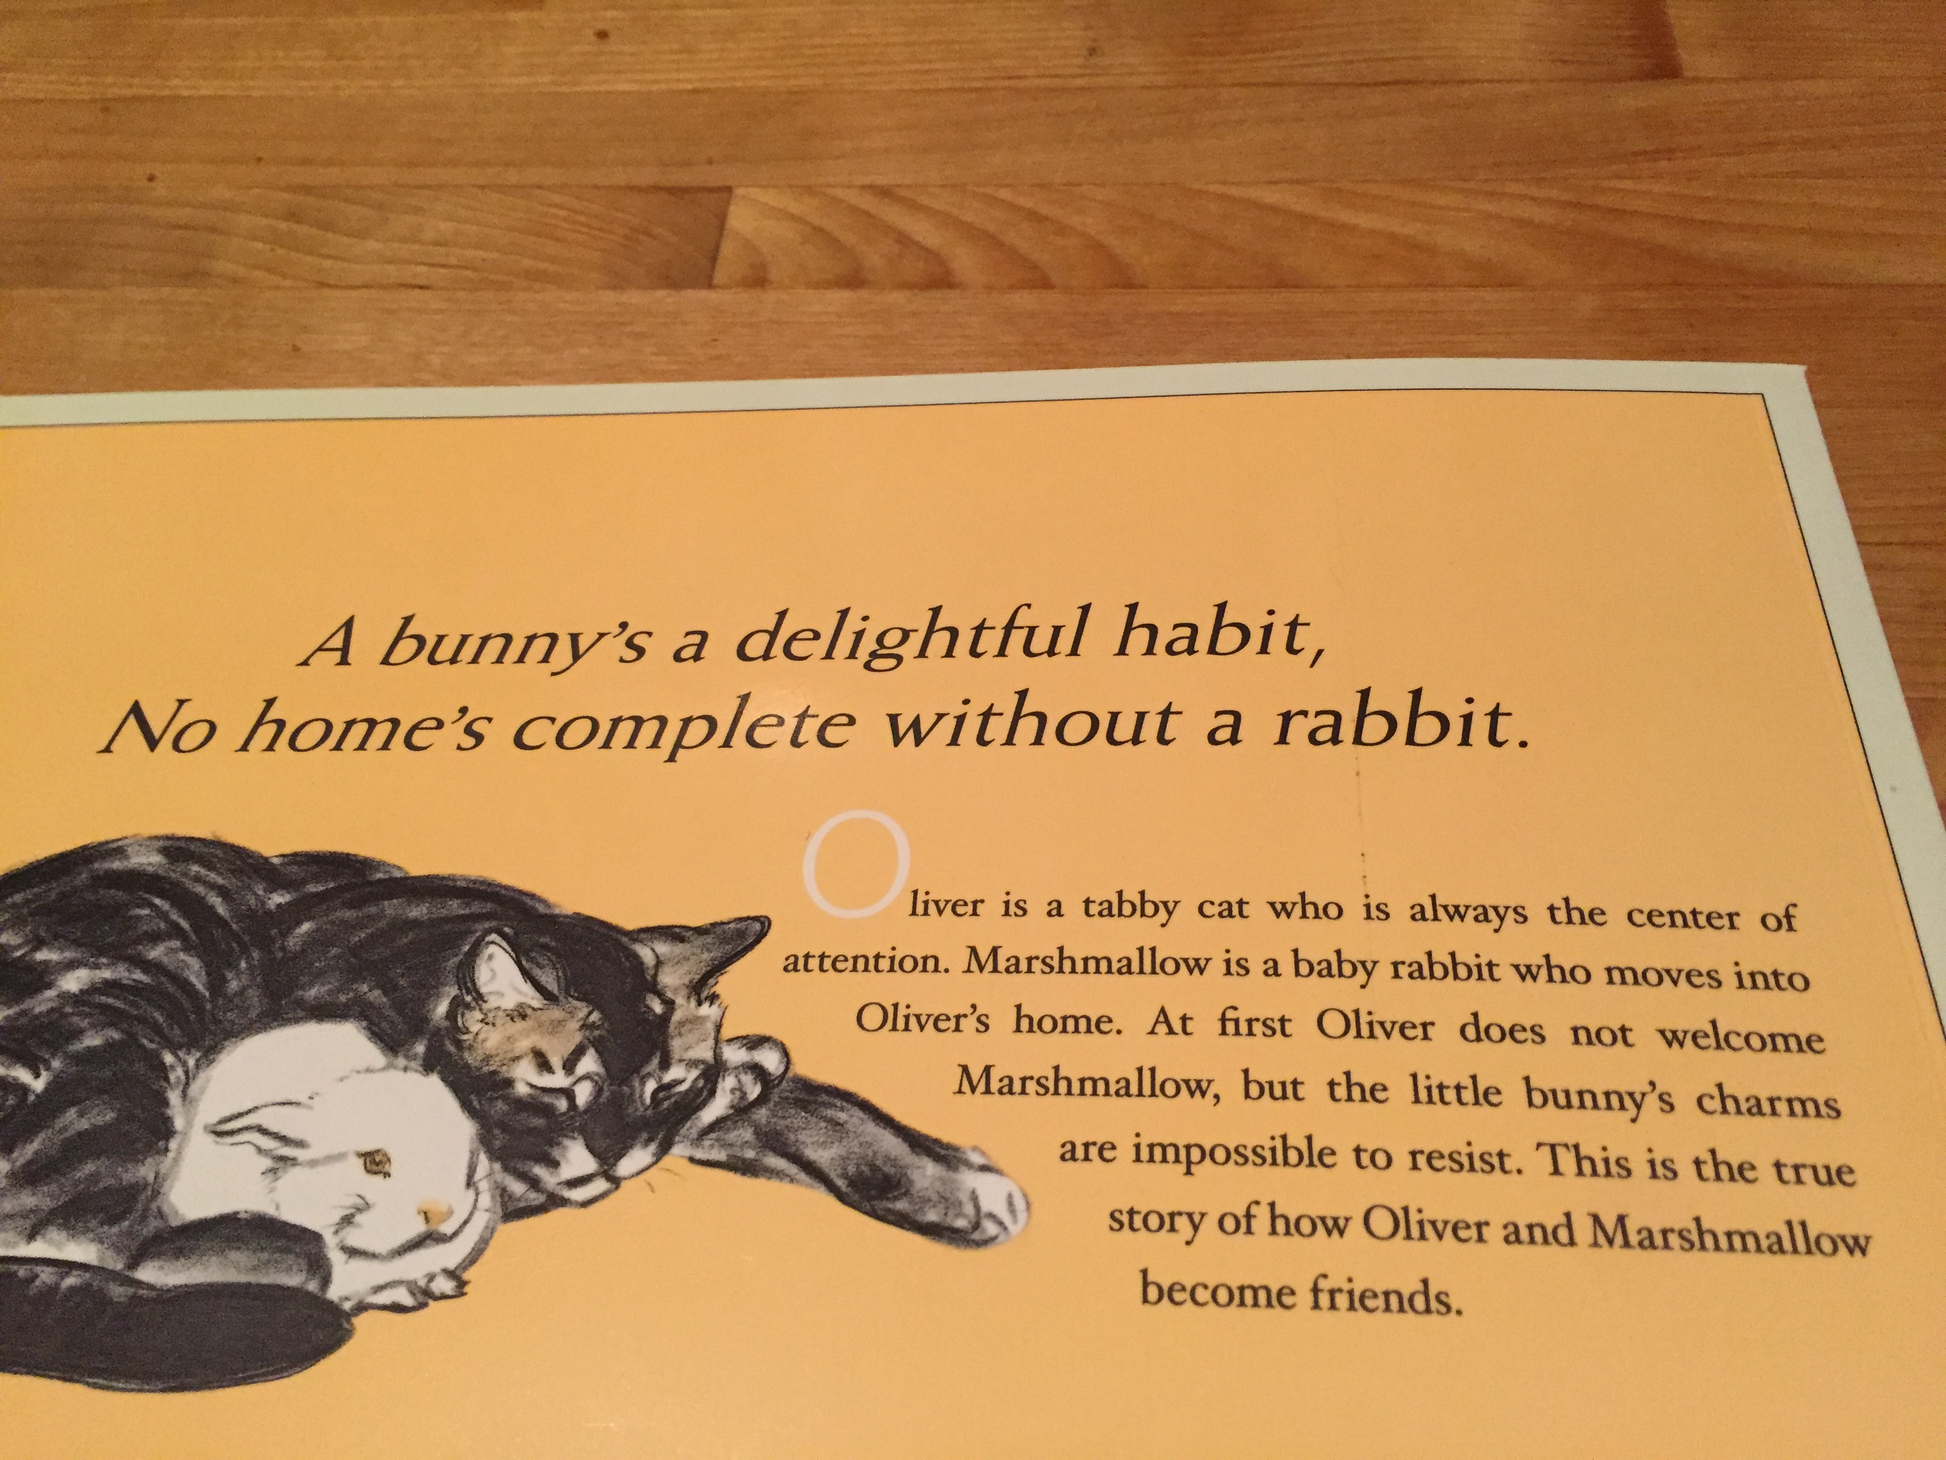 A bunny's a delightful habit,
No home's complete without a rabbit.
Oliver is a tabby cat who is always the center of
attention. Marshmallow is a baby rabbit who moves into
Oliver's home. At first Oliver does not welcome
Marshmallow, but the little bunny's charms
are impossible to resist. This is the true
story of how Oliver and Marshmallow
become friends.